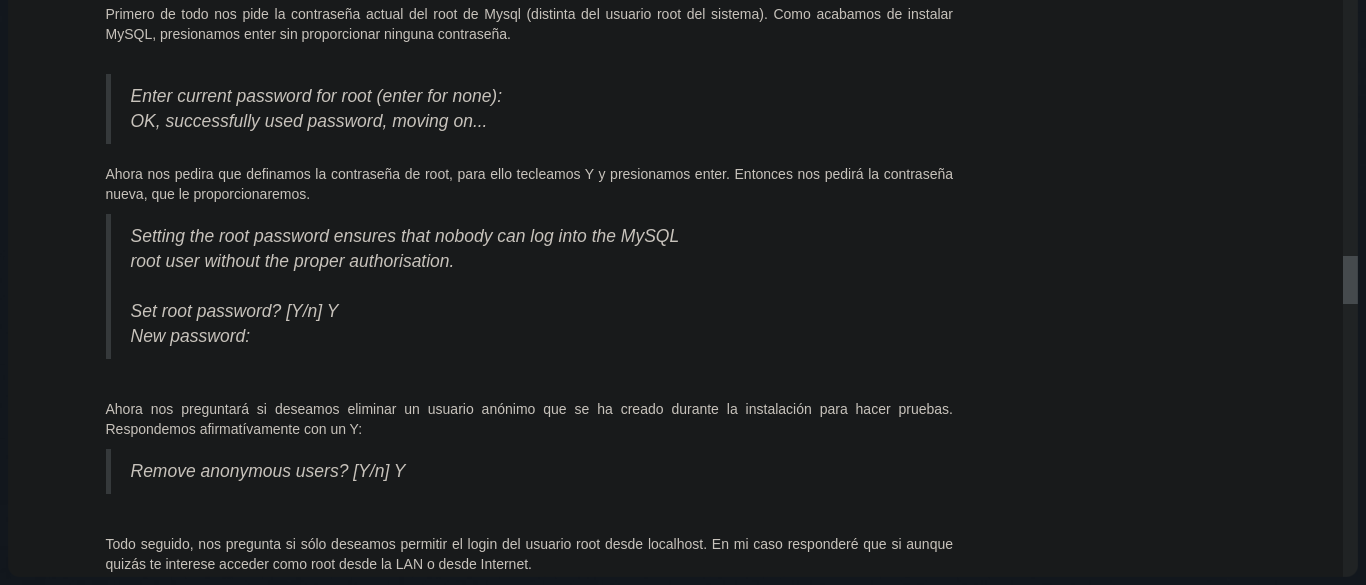 Primero de todo nos pide la contraseña actual del root de Mysql (distinta del usuario root del sistema). Como acabamos de instalar
MySQL, presionamos enter sin proporcionar ninguna contraseña.
Enter current password for root (enter for none):
OK, successfully used password, moving on...
Ahora nos pedira que definamos la contraseña de root, para ello tecleamos Y y presionamos enter. Entonces nos pedirá la contraseña
nueva, que le proporcionaremos.
Setting the root password ensures that nobody can log into the MySQL
root user without the proper authorisation.
Set root password? [Y/n] Y
New password:
Ahora nos preguntará si deseamos eliminar un usuario anónimo que se ha creado durante la instalación para hacer pruebas.
Respondemos afirmatívamente con un Y:
Remove anonymous users? [Y/n] Y
Todo seguido, nos pregunta si sólo deseamos permitir el login del usuario root desde localhost. En mi caso responderé que si aunque
quizás te interese acceder como root desde la LAN o desde Internet.